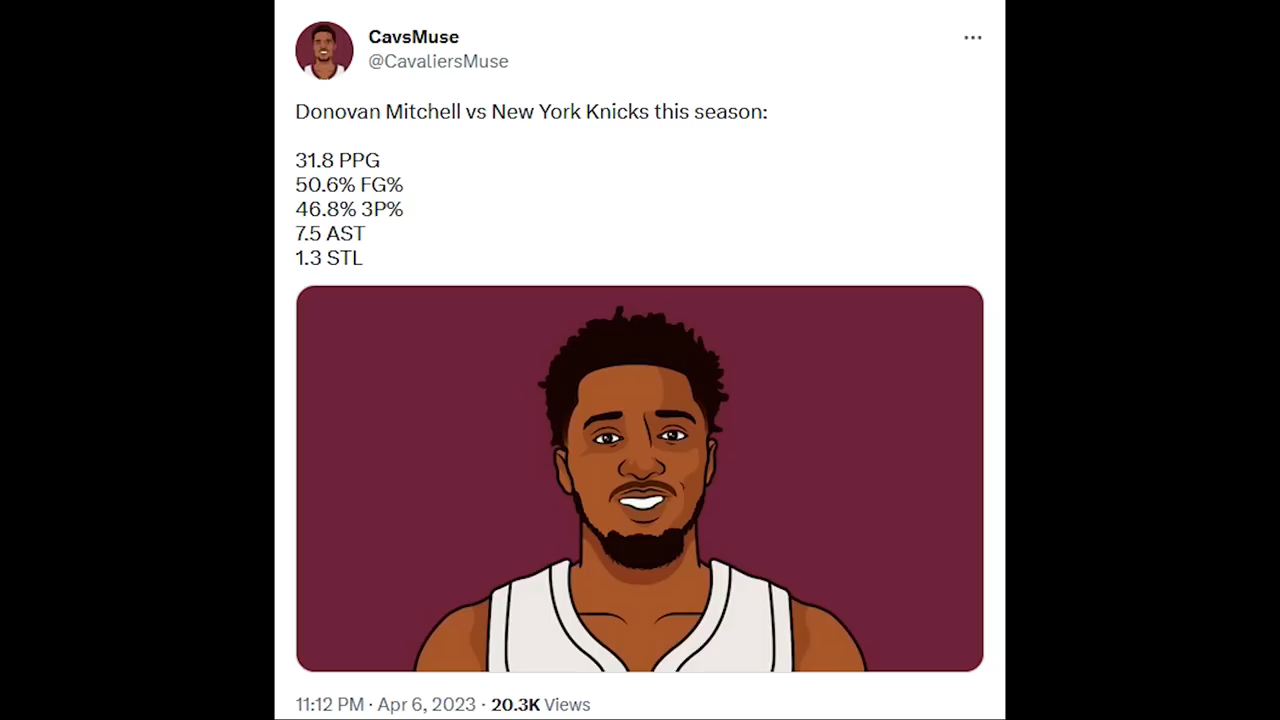 CavsMuse
@CavaliersMuse
Donovan Mitchell vs New York Knicks this season:
31.8 PPG
50.6% FG%
46.8% 3P%
7.5 AST
1.3 STL
11:12 PM · Apr 6, 2023 · 20.3K Views